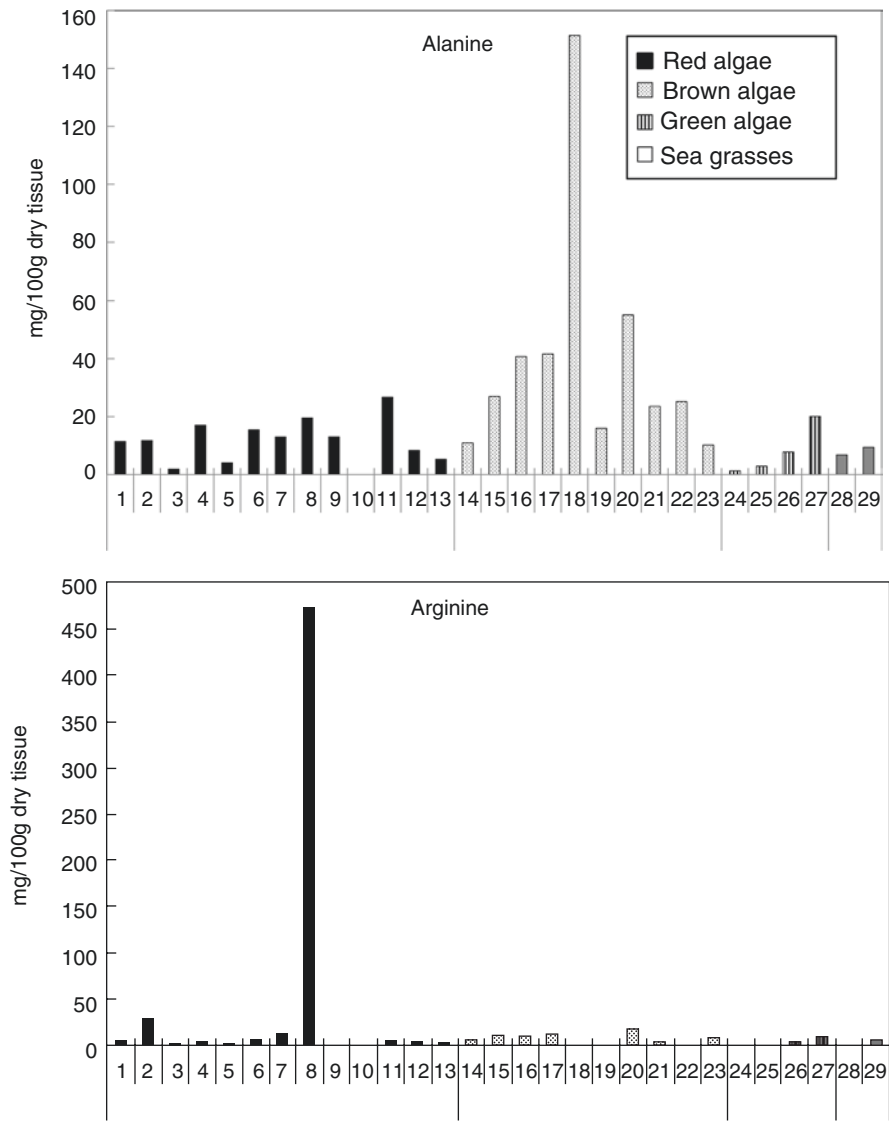 Alanine
Red algae
Brown algae
Green algae
Sea grasses
mg/100g dry tissue
160
140
120
100
80
60
40
20
0
1 2 3 4 5 6 7 8 9 10 11 12 13 14 15 16 17 18 19 20 21 22 23 24 25 26 27 28 29
Arginine
mg/100g dry tissue
500
450
400
350
300
250
200
150
100
50
0
1 2 3 4 5 6 7 8 9 10 11 12 13 14 15 16 17 18 19 20 21 22 23 24 25 26 27 28 29